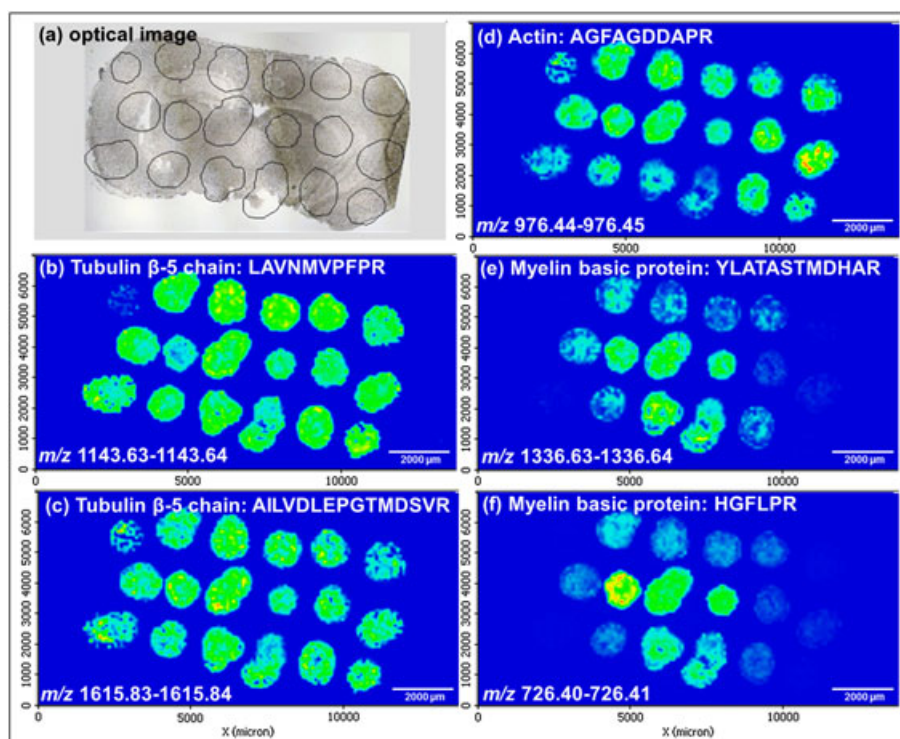 (a) optical image
(d) Actin: AGFAGDDAPR
0 1000 2000 3000 4000 5000 6000
m/z 976.44-976.45
2000 µm
0 5000 10000
(b) Tubulin β-5 chain: LAVNMVPFPR
0 1000 2000 3000 4000 5000 6000
m/z 1143.63-1143.64
2000 µm
0 5000 10000
(e) Myelin basic protein: YLATASTMDHAR
0 1000 2000 3000 4000 5000 6000
m/z 1336.63-1336.64
2000 µm
0 5000 10000
(c) Tubulin β-5 chain: AILVDLEPGTMDSVR
0 1000 2000 3000 4000 5000 6000
m/z 1615.83-1615.84
2000 µm
0 5000 10000
X (micron)
(f) Myelin basic protein: HGFLPR
0 1000 2000 3000 4000 5000 6000
m/z 726.40-726.41
2000 µm
0 5000 10000
X (micron)